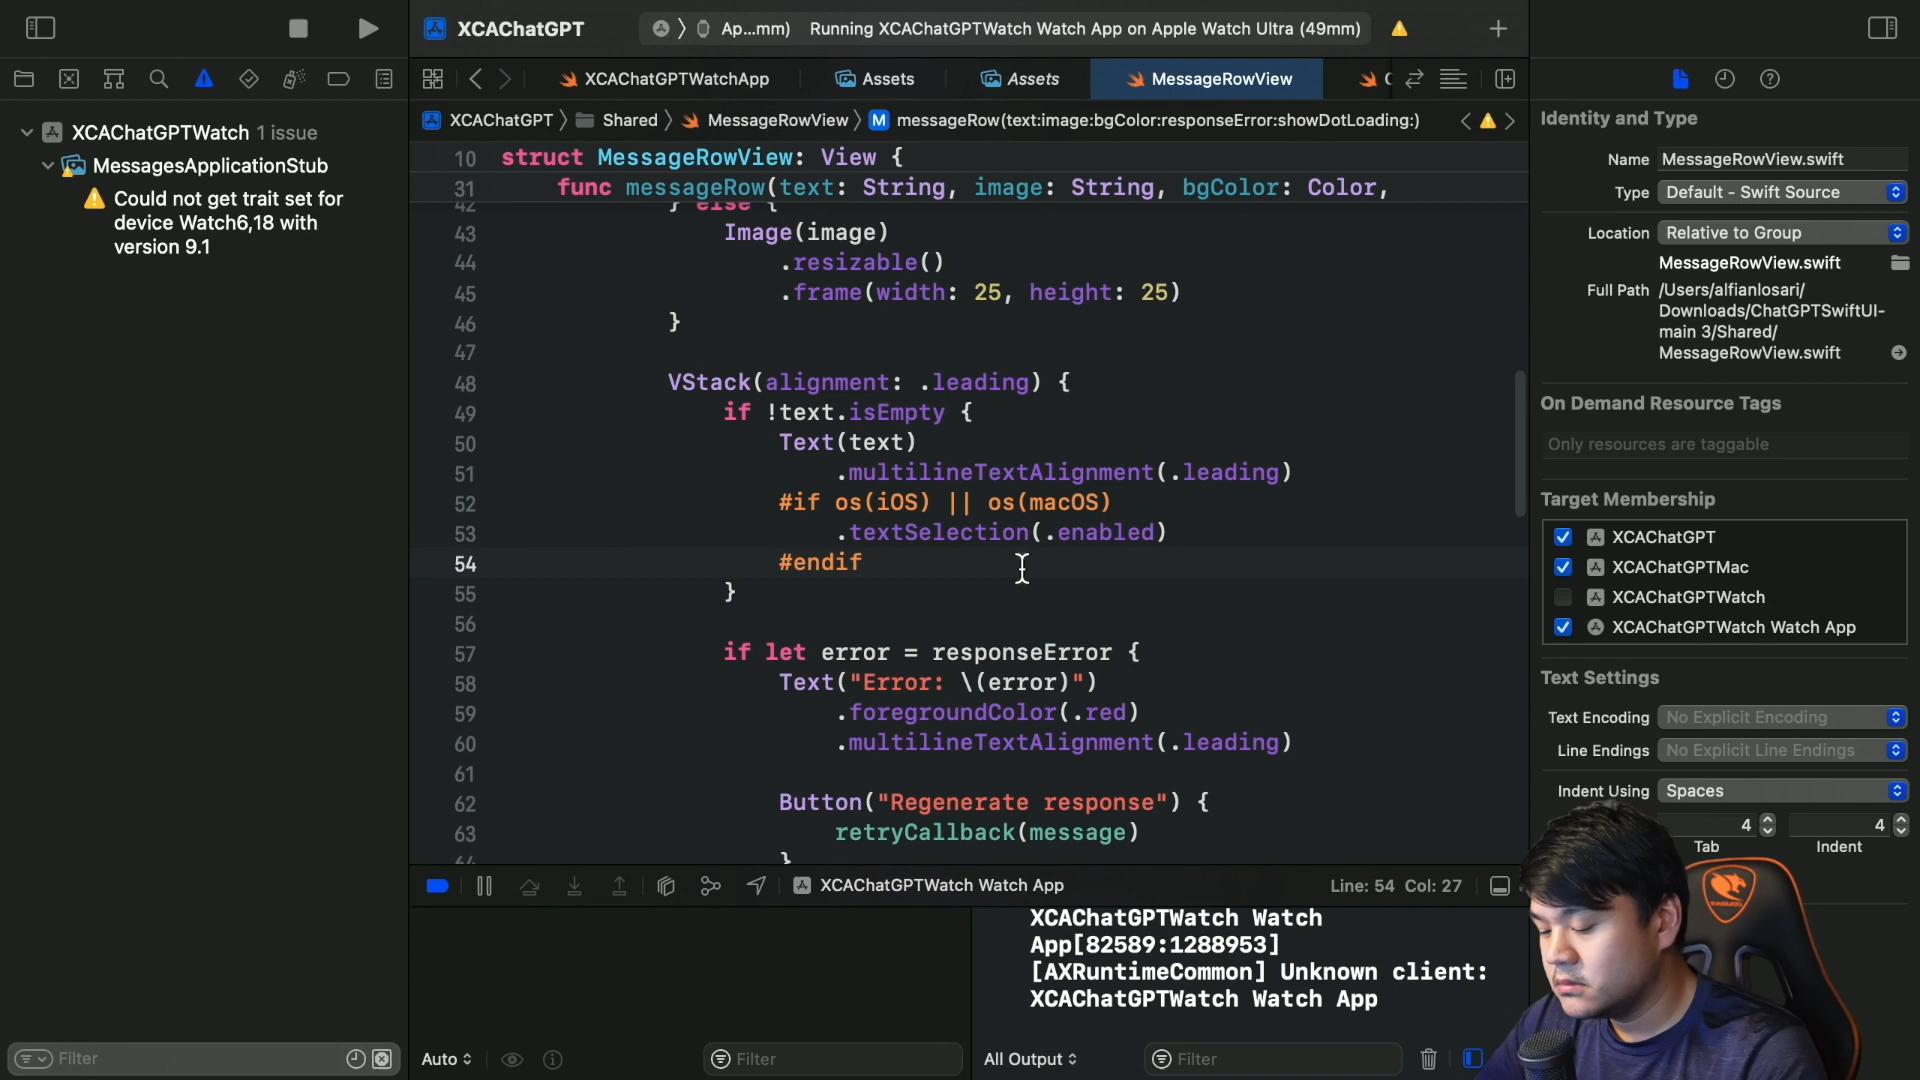 XCAChatGPT
Ap...mm)
Running XCAChatGPTWatch Watch App on Apple Watch Ultra (49mm)
XCAChatGPTWatchApp
Assets
Assets
MessageRowView
XCAChatGPT
Shared
MessageRowView
M
messageRow(text:image:bgColor:responseError:showDotLoading:)
XCAChatGPTWatch 1 issue
MessagesApplicationStub
Could not get trait set for
device Watch6,18 with
version 9.1
10 struct MessageRowView: View {
31 func messageRow(text: String, image: String, bgColor: Color,
42 } else {
43 Image(image)
44 .resizable()
45 .frame(width: 25, height: 25)
46 }
47
48 VStack(alignment: .leading) {
49 if !text.isEmpty {
50 Text(text)
51 .multilineTextAlignment(.leading)
52 #if os(iOS) || os(macOS)
53 .textSelection(.enabled)
54 #endif
55 }
56
57 if let error = responseError {
58 Text("Error: \(error)")
59 .foregroundColor(.red)
60 .multilineTextAlignment(.leading)
61
62 Button("Regenerate response") {
63 retryCallback(message)
64 }
XCAChatGPTWatch Watch App
Line: 54 Col: 27
XCAChatGPTWatch Watch
App[82589:1288953]
[AXRuntimeCommon] Unknown client:
XCAChatGPTWatch Watch App
Filter
Auto
Filter
All Output
Filter
Identity and Type
Name MessageRowView.swift
Type Default - Swift Source
Location Relative to Group
MessageRowView.swift
Full Path /Users/alfianlosari/
Downloads/ChatGPTSwiftUI-
main 3/Shared/
MessageRowView.swift
On Demand Resource Tags
Only resources are taggable
Target Membership
XCAChatGPT
XCAChatGPTMac
XCAChatGPTWatch
XCAChatGPTWatch Watch App
Text Settings
Text Encoding No Explicit Encoding
Line Endings No Explicit Line Endings
Indent Using Spaces
4 4
Tab Indent